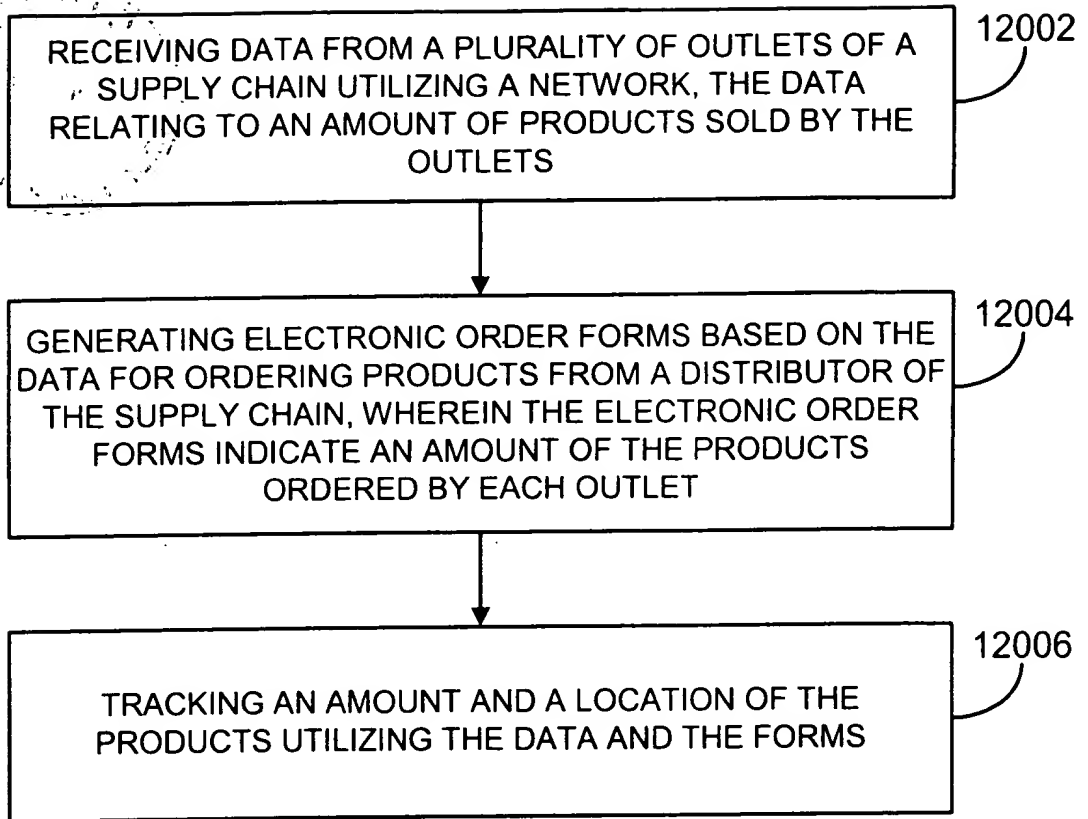 RECEIVING DATA FROM A PLURALITY OF OUTLETS OF A
SUPPLY CHAIN UTILIZING A NETWORK, THE DATA
RELATING TO AN AMOUNT OF PRODUCTS SOLD BY THE
OUTLETS
12002
GENERATING ELECTRONIC ORDER FORMS BASED ON THE
DATA FOR ORDERING PRODUCTS FROM A DISTRIBUTOR OF
THE SUPPLY CHAIN, WHEREIN THE ELECTRONIC ORDER
FORMS INDICATE AN AMOUNT OF THE PRODUCTS
ORDERED BY EACH OUTLET
12004
TRACKING AN AMOUNT AND A LOCATION OF THE
PRODUCTS UTILIZING THE DATA AND THE FORMS
12006